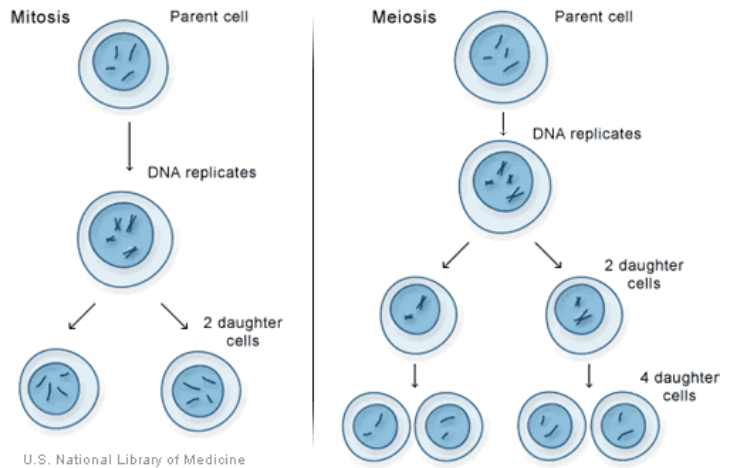 Mitosis
Parent cell
DNA replicates
2 daughter
cells
U.S. National Library of Medicine
Meiosis
Parent cell
DNA replicates
2 daughter
cells
4 daughter
cells